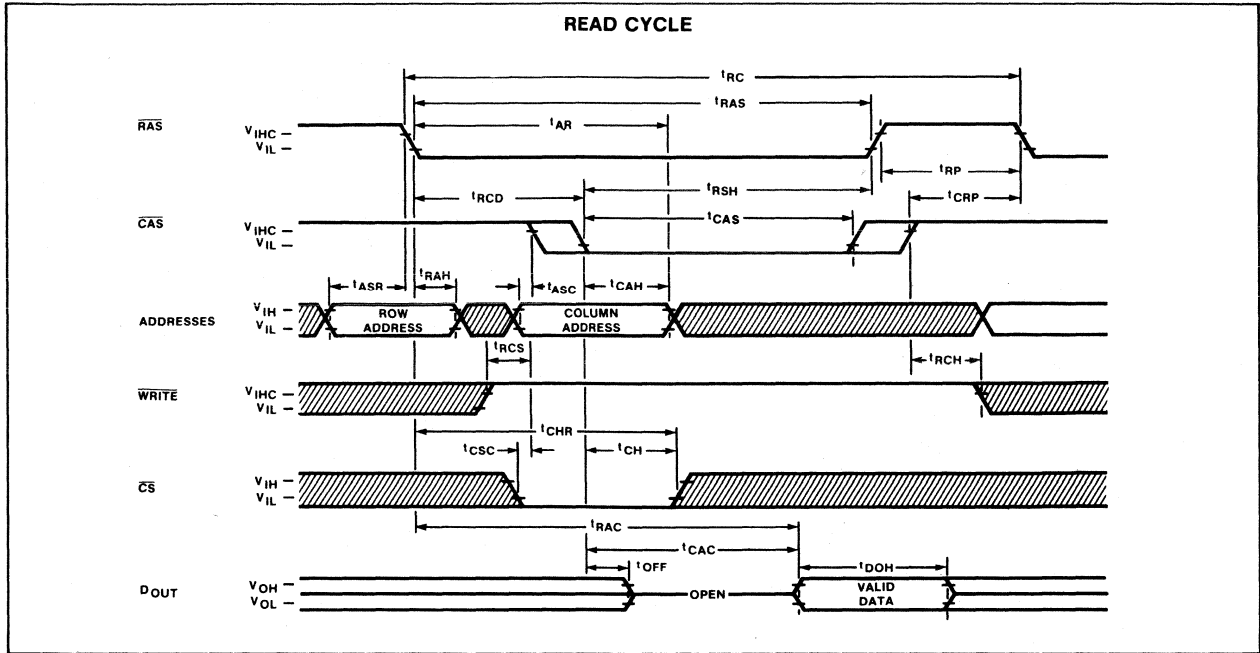 READ CYCLE
tRC
tRAS
tAR
RAS
VIHC
VIL
tRP
tRSH
tRCD
tCRP
tCAS
CAS
VIHC
VIL
tRAH
tASR
tASC
tCAH
ADDRESSES
VIH
VIL
ROW
ADDRESS
COLUMN
ADDRESS
tRCS
tRCH
WRITE
VIHC
VIL
tCHR
tCSC
tCH
CS
VIH
VIL
tRAC
tCAC
tOFF
tDOH
DOUT
VOH
VOL
OPEN
VALID
DATA